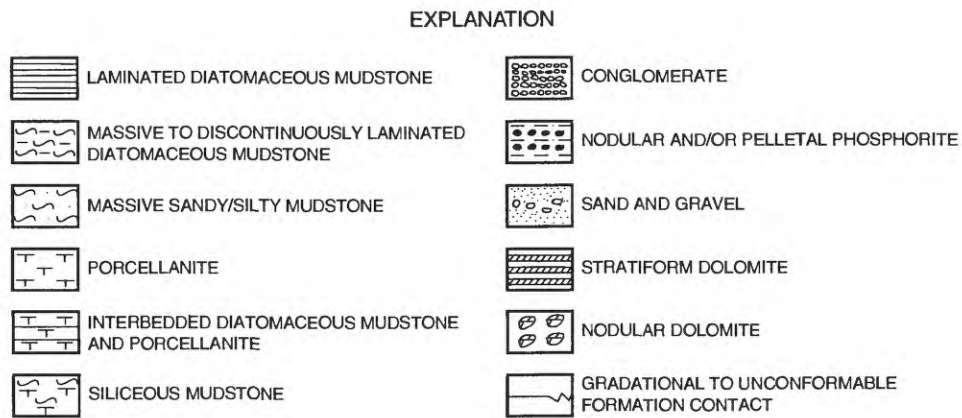 EXPLANATION
LAMINATED DIATOMACEOUS MUDSTONE
MASSIVE TO DISCONTINUOUSLY LAMINATED
DIATOMACEOUS MUDSTONE
MASSIVE SANDY/SILTY MUDSTONE
PORCELLANITE
INTERBEDDED DIATOMACEOUS MUDSTONE
AND PORCELLANITE
SILICEOUS MUDSTONE
CONGLOMERATE
NODULAR AND/OR PELLETAL PHOSPHORITE
SAND AND GRAVEL
STRATIFORM DOLOMITE
NODULAR DOLOMITE
GRADATIONAL TO UNCONFORMABLE
FORMATION CONTACT